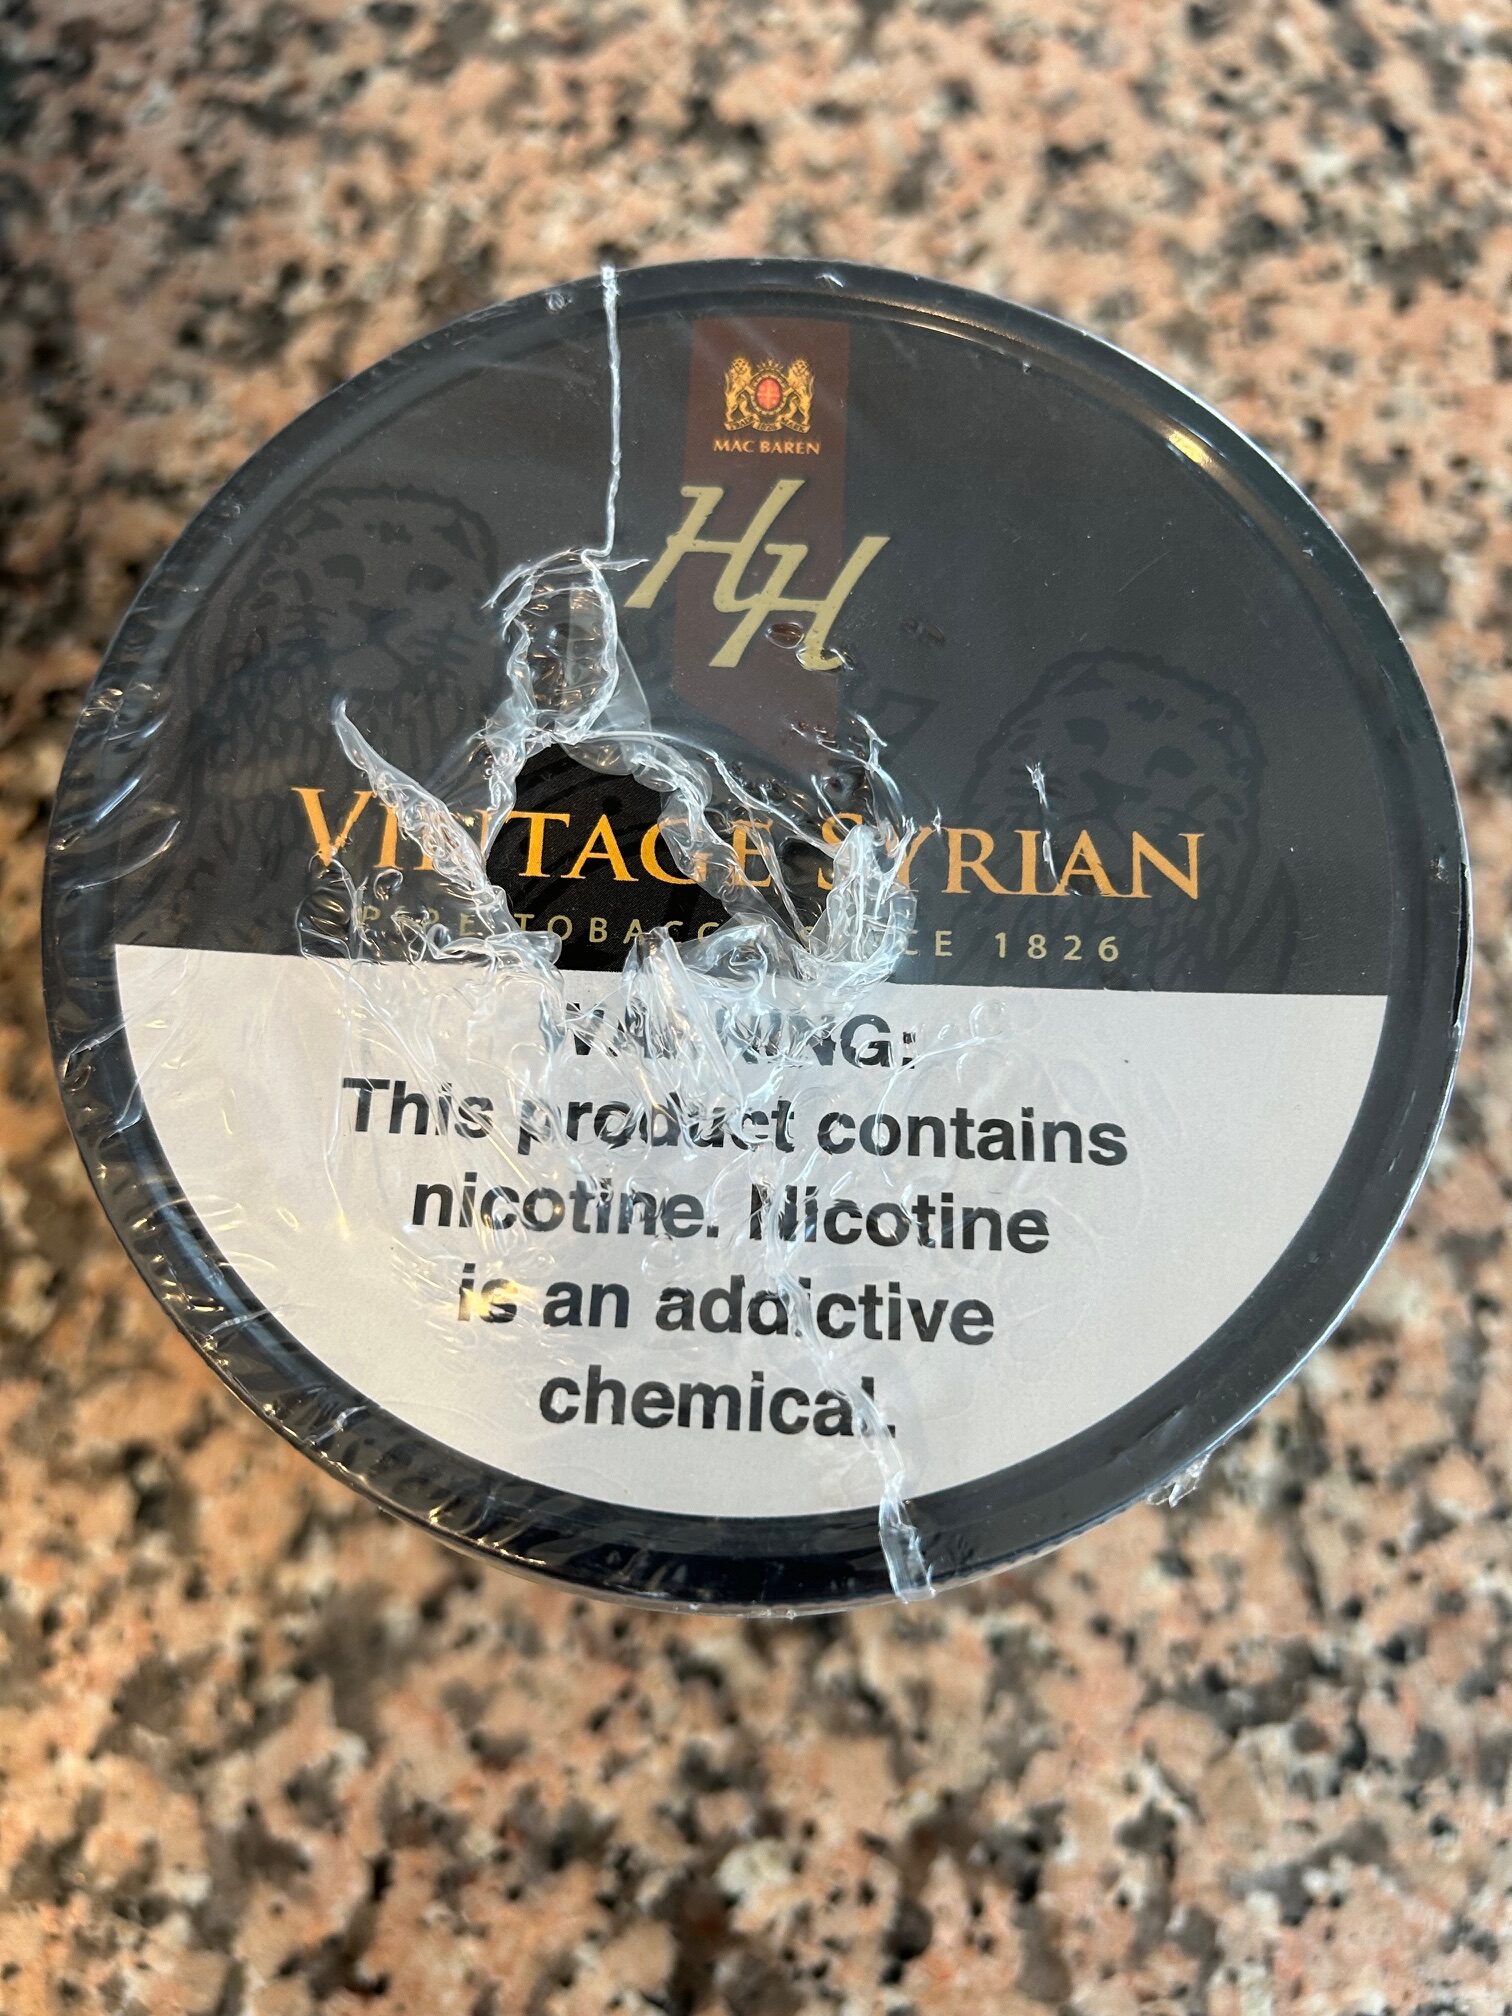 MAC BAREN
HH
VINTAGE SYRIAN
PIPE TOBACCO SINCE 1826
WARNING:
This product contains
nicotine. Nicotine
is an addictive
chemical.